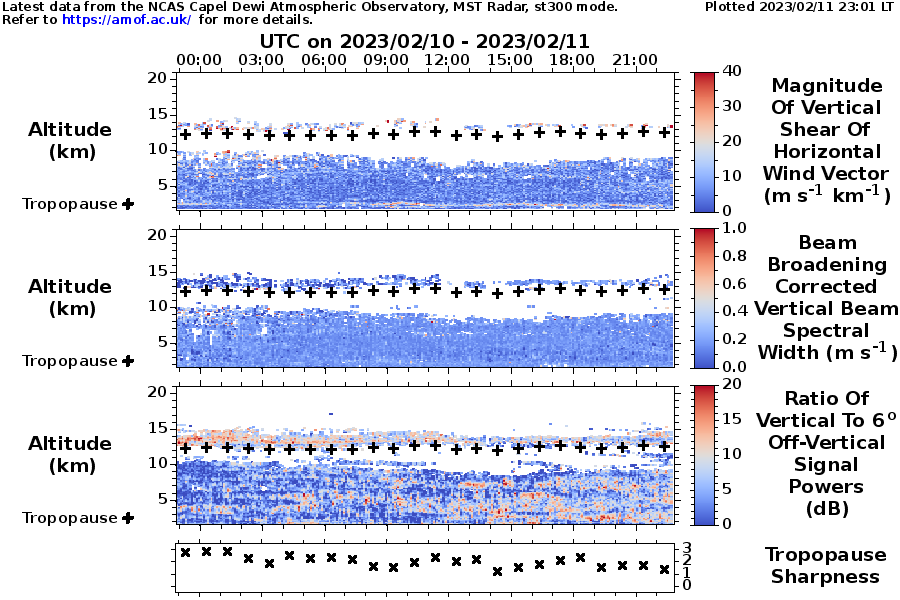 Latest data from the NCAS Capel Dewi Atmospheric Observatory, MST Radar, st300 mode.
Plotted 2023/02/11 23:01 LT
Refer to https://amof.ac.uk/ for more details.
UTC on 2023/02/10 - 2023/02/11
00:00 03:00 06:00 09:00 12:00 15:00 18:00 21:00
20
15
10
5
Altitude
(km)
Tropopause
40
30
20
10
0
Magnitude
Of Vertical
Shear Of
Horizontal
Wind Vector
(m s-1 km-1)
20
15
10
5
Altitude
(km)
Tropopause
1.0
0.8
0.6
0.4
0.2
0.0
Beam
Broadening
Corrected
Vertical Beam
Spectral
Width (m s-1)
20
15
10
5
Altitude
(km)
Tropopause
20
15
10
5
0
Ratio Of
Vertical To 6o
Off-Vertical
Signal
Powers
(dB)
3
2
1
0
Tropopause
Sharpness